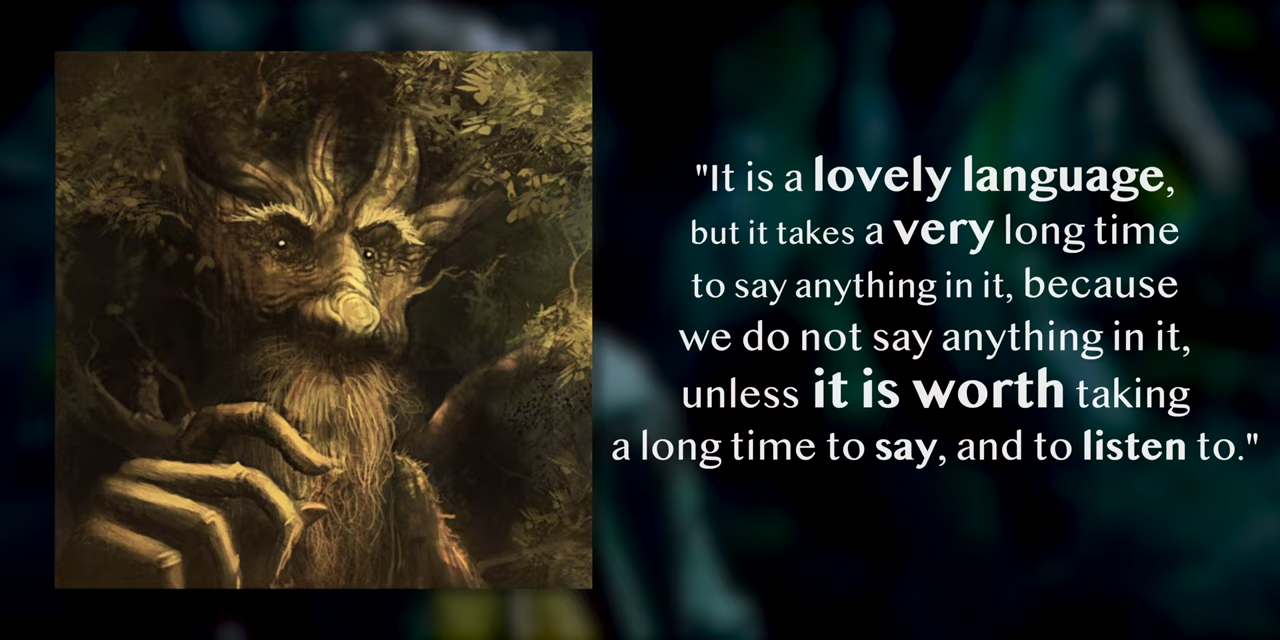 "It is a lovely language,
but it takes a very long time
to say anything in it, because
we do not say anything in it,
unless it is worth taking
a long time to say, and to listen to."